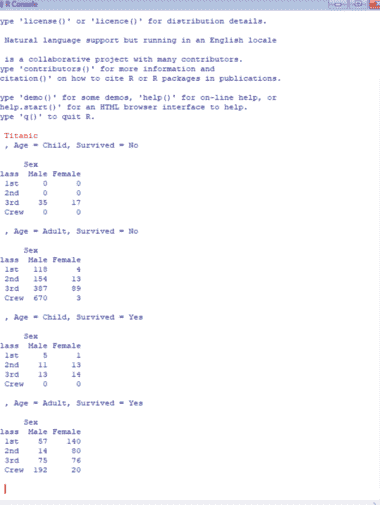 R Console
ype 'license()' or 'licence()' for distribution details.
Natural language support but running in an English locale
is a collaborative project with many contributors.
ype 'contributors()' for more information and
citation()' on how to cite R or R packages in publications.
ype 'demo()' for some demos, 'help()' for on-line help, or
help.start()' for an HTML browser interface to help.
ype 'q()' to quit R.
Titanic
, Age = Child, Survived = No
Sex
lass Male Female
1st 0 0
2nd 0 0
3rd 35 17
Crew 0 0
, Age = Adult, Survived = No
Sex
lass Male Female
1st 118 4
2nd 154 13
3rd 387 89
Crew 670 3
, Age = Child, Survived = Yes
Sex
lass Male Female
1st 5 1
2nd 11 13
3rd 13 14
Crew 0 0
, Age = Adult, Survived = Yes
Sex
lass Male Female
1st 57 140
2nd 14 80
3rd 75 76
Crew 192 20